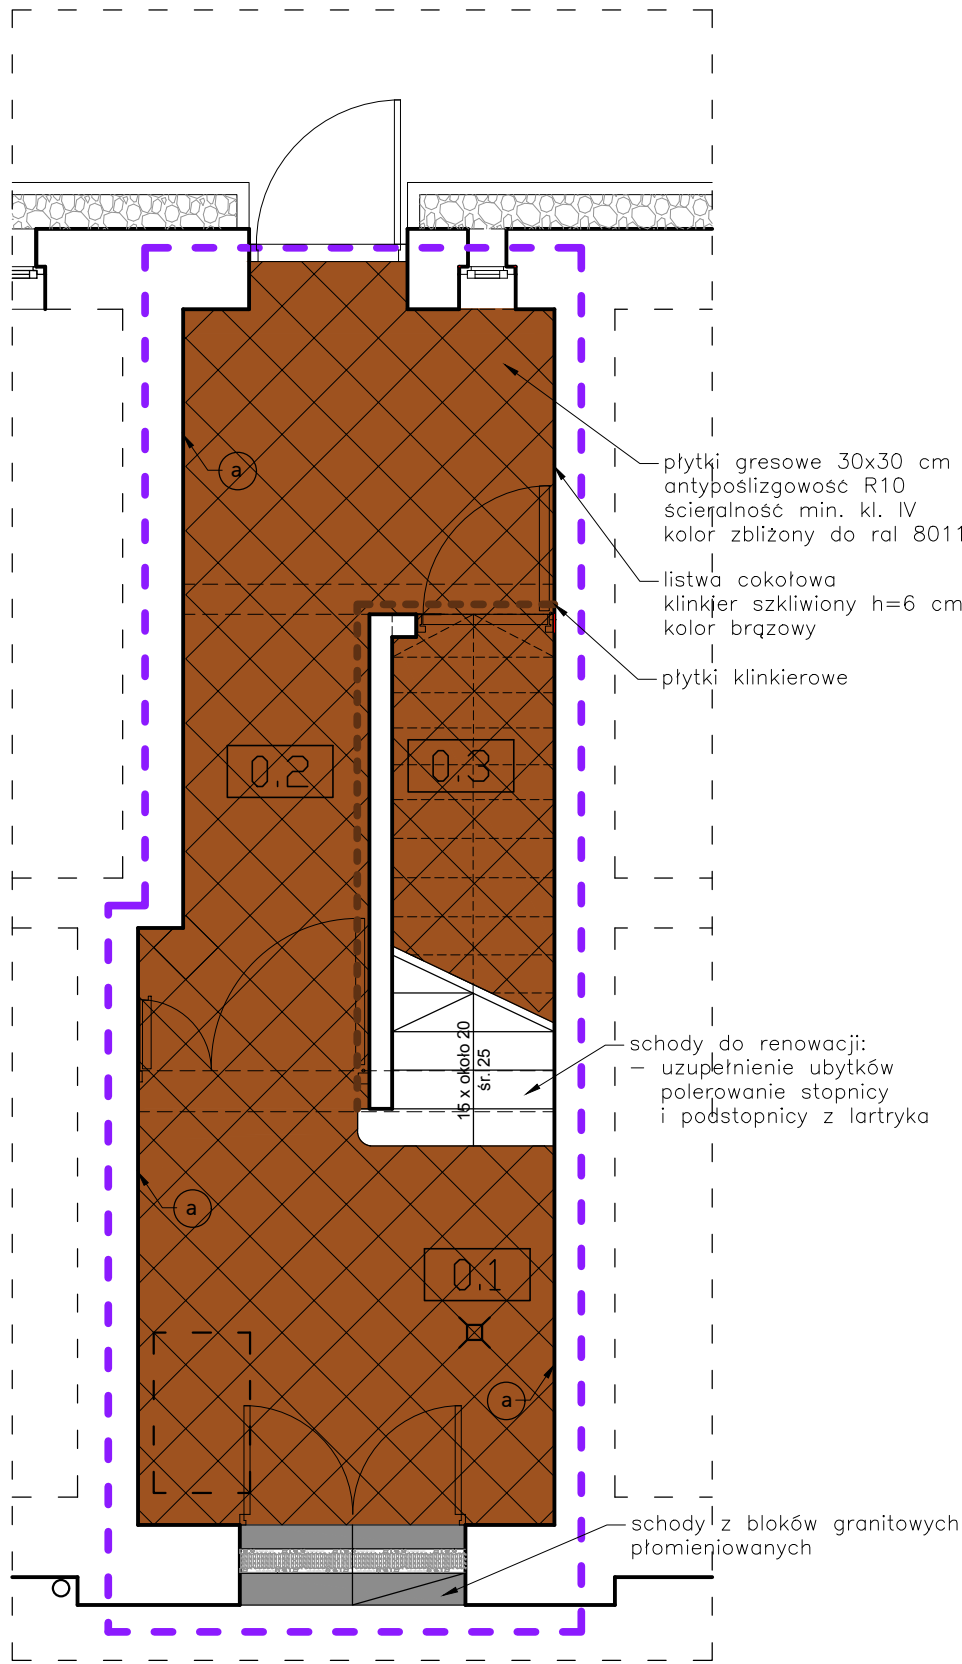 a
płytki gresowe 30x30 cm
antypoślizgowość R10
ścieralność min. kl. IV
kolor zbliżony do ral 8011
listwa cokołowa
klinkier szkliwiony h=6 cm
kolor brązowy
płytki klinkierowe
0.2
0.3
15 x około 20
śr. 25
schody do renowacji:
– uzupełnienie ubytków
polerowanie stopnicy
i podstopnicy z lartryka
a
0.1
a
schody z bloków granitowych
płomieniowanych